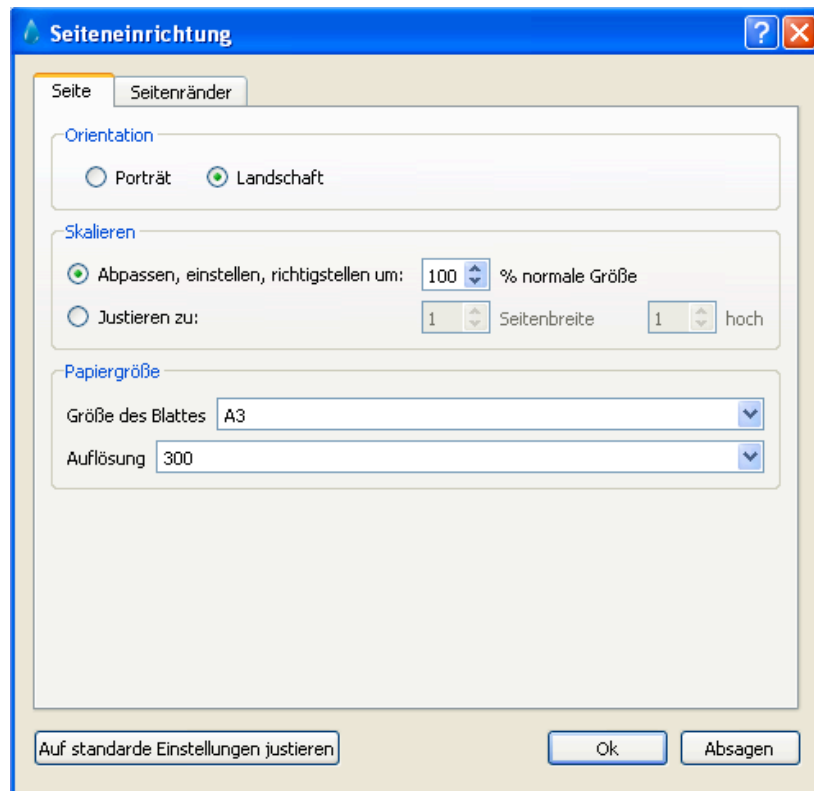 Seiteneinrichtung
Seite Seitenränder
Orientation
Porträt Landschaft
Skalieren
Abpassen, einstellen, richtigstellen um: 100 % normale Größe
Justieren zu: 1 Seitenbreite 1 hoch
Papiergröße
Größe des Blattes A3
Auflösung 300
Auf standarde Einstellungen justieren Ok Absagen